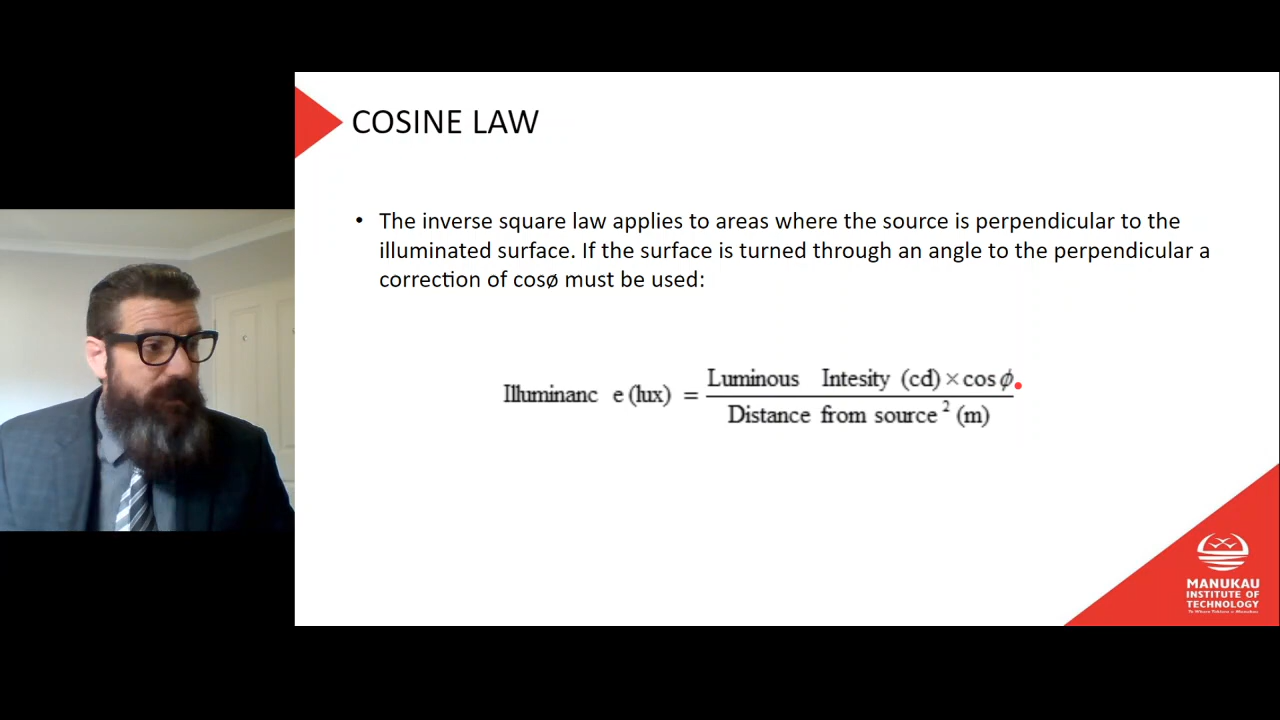 COSINE LAW
• The inverse square law applies to areas where the source is perpendicular to the
illuminated surface. If the surface is turned through an angle to the perpendicular a
correction of cosø must be used:
Illuminanc e (lux) = Luminous Intesity (cd) × cos ϕ
Distance from source ² (m)
MANUKAU
INSTITUTE OF
TECHNOLOGY